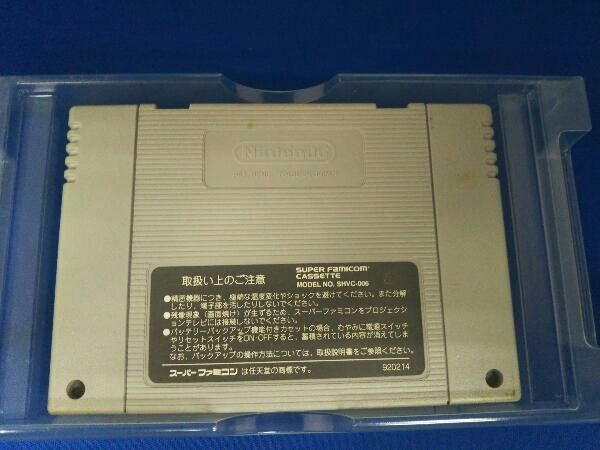 Nintendo
取扱い上のご注意
SUPER FAMICOM
CASSETTE
MODEL NO. SHVC-006
●精密機器につき、極端な温度変化やショックを避けてください。また分解
したり、端子部を汚したりしないでください。
●残像現象（画面焼け）が生ずるため、スーパーファミコンをプロジェクシ
ョンテレビには接続しないでください。
●バッテリーバックアップ機能付きカセットの場合、むやみに電源スイッチ
やリセットスイッチをON・OFFすると、蓄積されている内容が消えてしま
うことがあります。
なお、バックアップの操作方法については、取扱説明書をご参照ください。
スーパーファミコンは任天堂の商標です。
920214